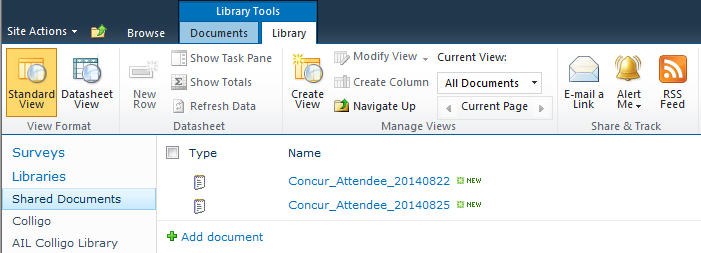 Library Tools
Site Actions Browse Documents Library
Standard View
Datasheet View
View Format
New Row
Show Task Pane
Show Totals
Refresh Data
Datasheet
Create View
Modify View
Create Column
Navigate Up
Current View:
All Documents
Current Page
Manage Views
E-mail a Link
Alert Me
RSS Feed
Share & Track
Surveys
Libraries
Shared Documents
Colligo
AIL Colligo Library
Type Name
Concur_Attendee_20140822 NEW
Concur_Attendee_20140825 NEW
Add document